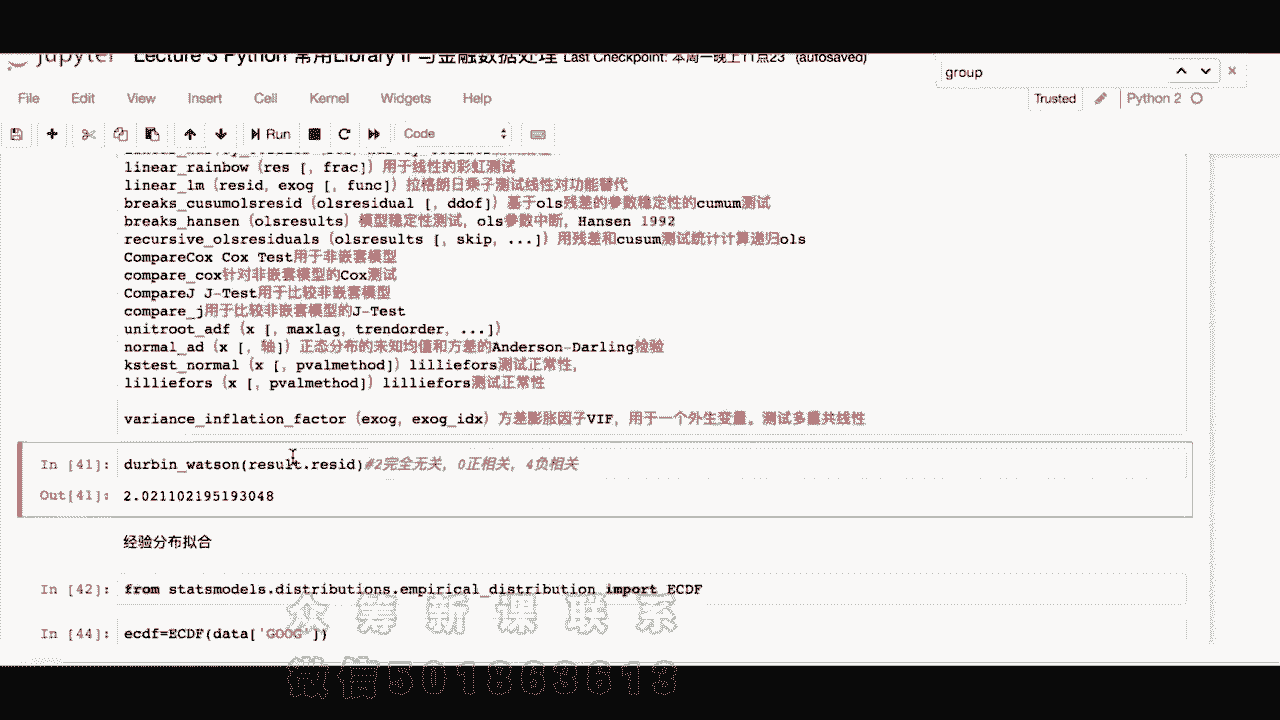 jupyter Lecture 3 Python 常用Library II 与金融数据处理 Last Checkpoint: 本周一晚上11点23 (autosaved)
group
File Edit View Insert Cell Kernel Widgets Help
Trusted Python 2
Run Code
linear_rainbow (res [, frac]) 用于线性的彩虹测试
linear_lm (resid, exog [, func]) 拉格朗日乘子测试线性对功能替代
breaks_cusumolsresid (olsresidual [, ddof]) 基于ols残差的参数稳定性的cumum测试
breaks_hansen (olsresults) 模型稳定性测试，ols参数中断，Hansen 1992
recursive_olsresiduals (olsresults [, skip, ...]) 用残差和cusum测试统计计算递归ols
CompareCox Cox Test用于非嵌套模型
compare_cox针对非嵌套模型的Cox测试
CompareJ J-Test用于比较非嵌套模型
compare_j用于比较非嵌套模型的J-Test
unitroot_adf (x [, maxlag, trendorder, ...])
normal_ad (x [, 轴]) 正态分布的未知均值和方差的Anderson-Darling检验
kstest_normal (x [, pvalmethod]) lilliefors测试正常性，
lilliefors (x [, pvalmethod]) lilliefors测试正常性
variance_inflation_factor (exog, exog_idx) 方差膨胀因子VIF，用于一个外生变量。测试多重共线性
In [41]: durbin_watson(result.resid)#2完全无关，0正相关，4负相关
Out[41]: 2.021102195193048
经验分布拟合
In [42]: from statsmodels.distributions.empirical_distribution import ECDF
In [44]: ecdf=ECDF(data['GOOG'])
众筹新课联系
微信501863613